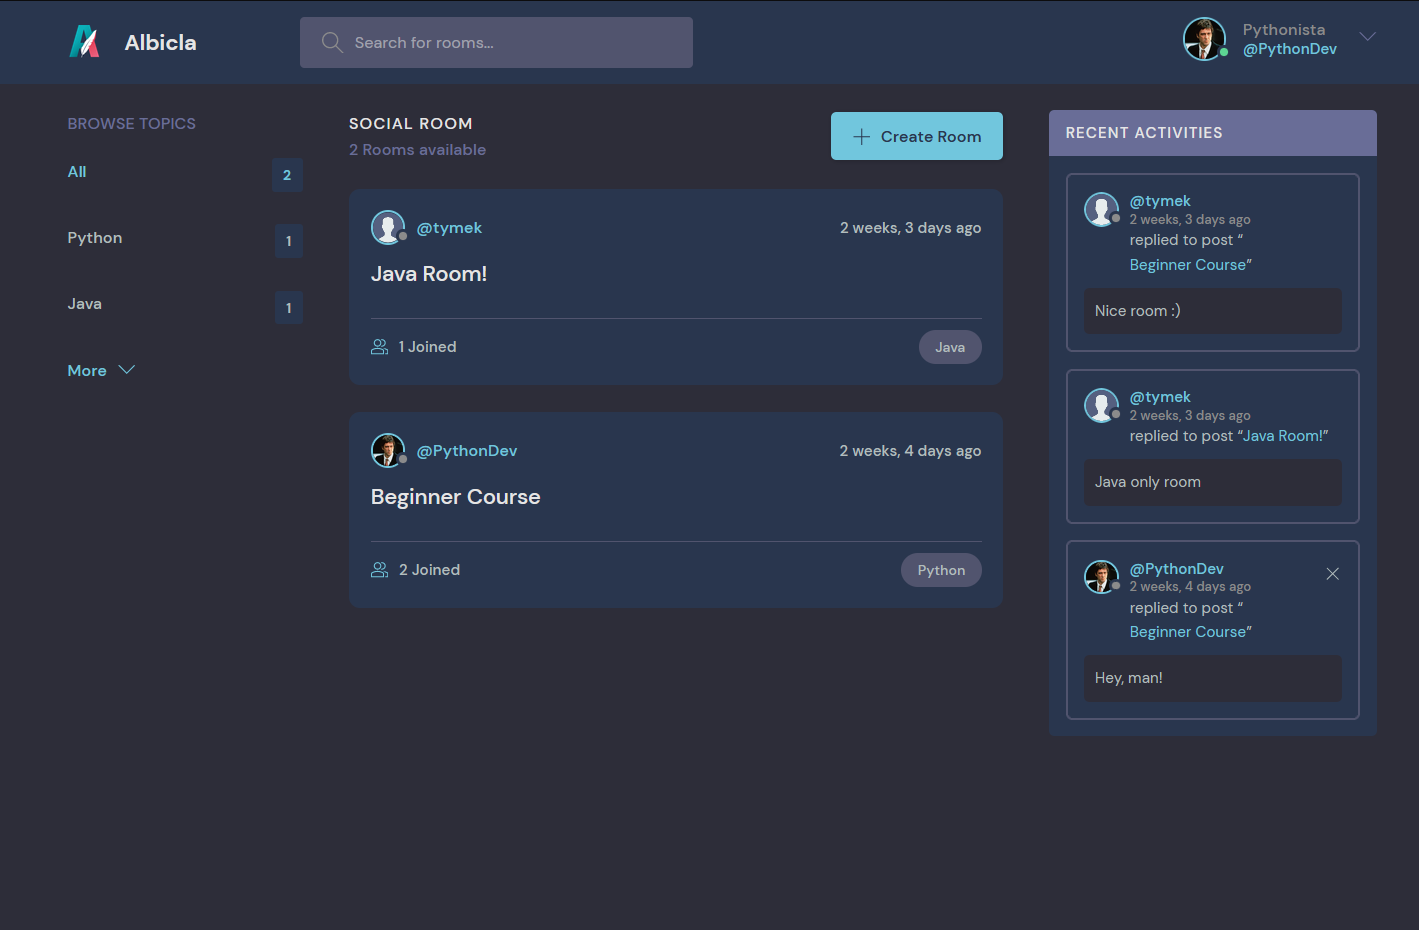 Albicla
Search for rooms...
Pythonista
@PythonDev
BROWSE TOPICS
All
2
Python
1
Java
1
More
SOCIAL ROOM
2 Rooms available
Create Room
@tymek
2 weeks, 3 days ago
Java Room!
1 Joined
Java
@PythonDev
2 weeks, 4 days ago
Beginner Course
2 Joined
Python
RECENT ACTIVITIES
@tymek
2 weeks, 3 days ago
replied to post “
Beginner Course”
Nice room :)
@tymek
2 weeks, 3 days ago
replied to post “Java Room!”
Java only room
@PythonDev
2 weeks, 4 days ago
replied to post “
Beginner Course”
Hey, man!